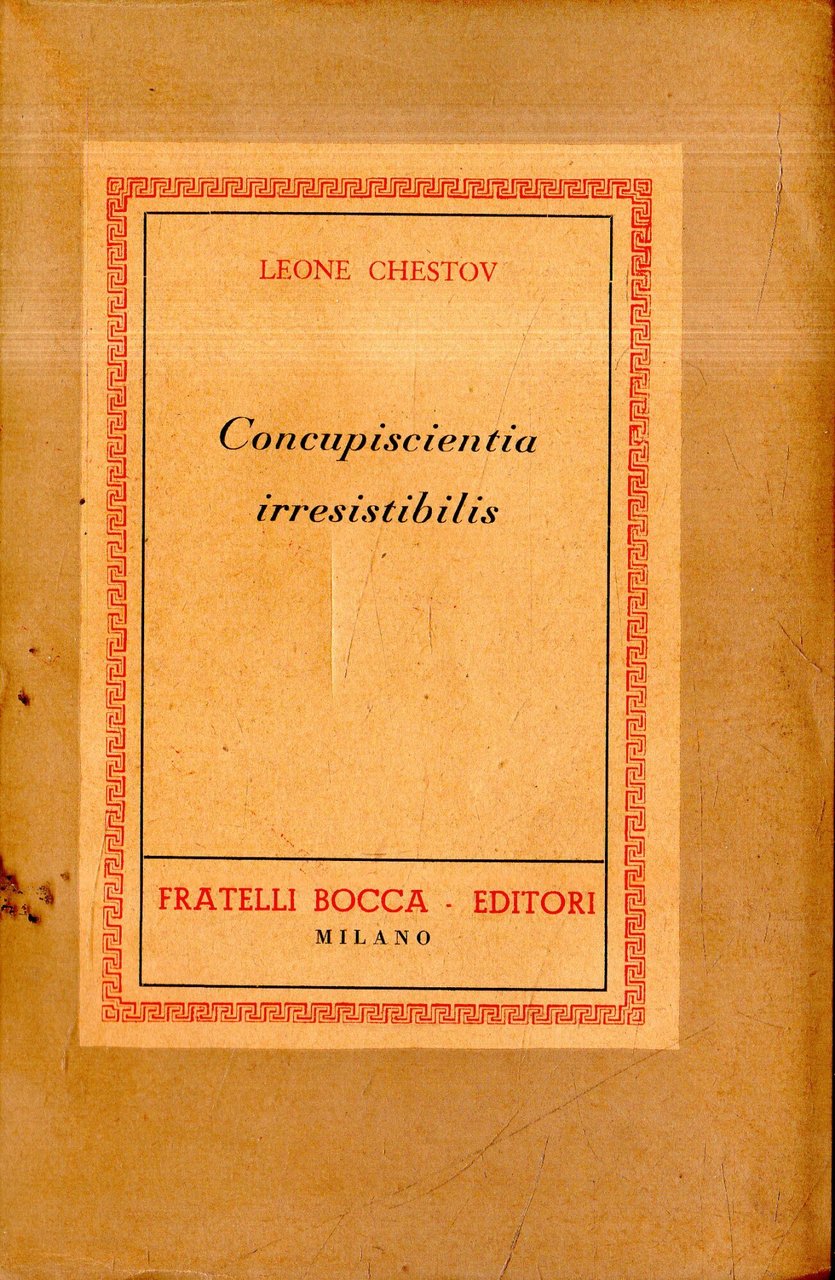 LEONE CHESTOV
Concupiscientia
irresistibilis
FRATELLI BOCCA - EDITORI
MILANO